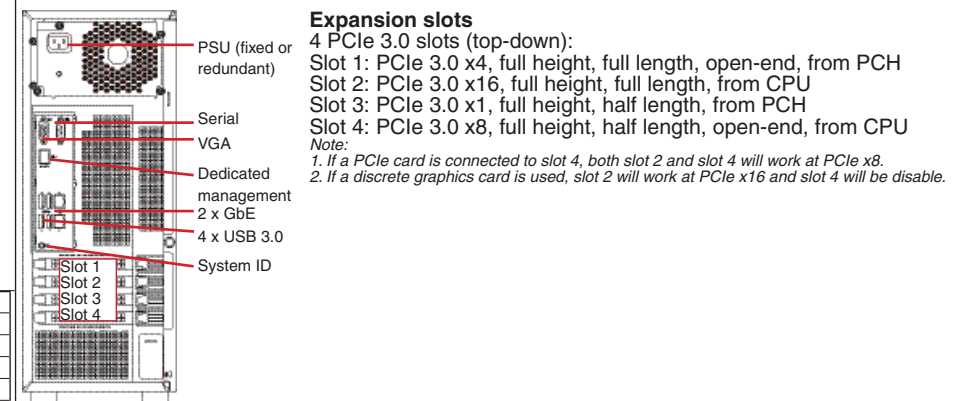 PSU (fixed or
redundant)
Serial
VGA
Dedicated
management
2 x GbE
4 x USB 3.0
System ID
Slot 1
Slot 2
Slot 3
Slot 4
Expansion slots
4 PCIe 3.0 slots (top-down):
Slot 1: PCIe 3.0 x4, full height, full length, open-end, from PCH
Slot 2: PCIe 3.0 x16, full height, full length, from CPU
Slot 3: PCIe 3.0 x1, full height, half length, from PCH
Slot 4: PCIe 3.0 x8, full height, half length, open-end, from CPU
Note:
1. If a PCIe card is connected to slot 4, both slot 2 and slot 4 will work at PCIe x8.
2. If a discrete graphics card is used, slot 2 will work at PCIe x16 and slot 4 will be disable.